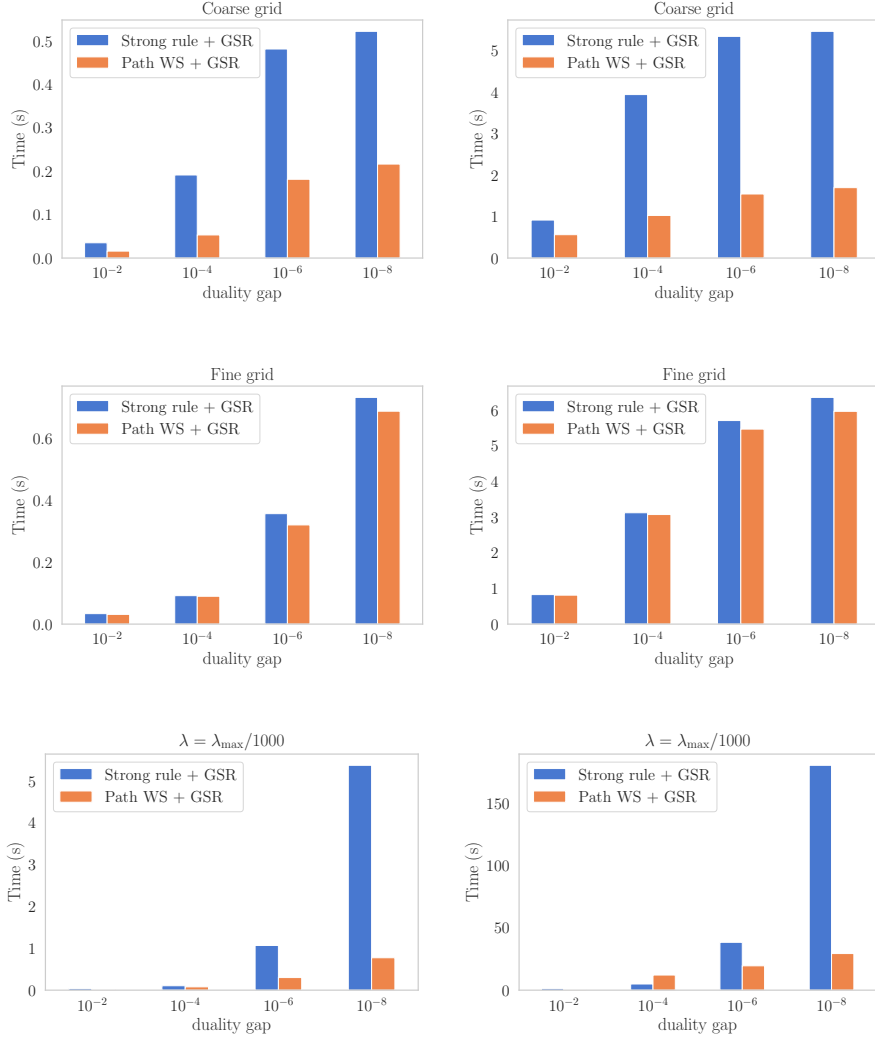 Coarse grid
0.5
0.4
0.3
0.2
0.1
0.0
Time (s)
Strong rule + GSR
Path WS + GSR
10⁻² 10⁻⁴ 10⁻⁶ 10⁻⁸
duality gap
Coarse grid
5
4
3
2
1
0
Time (s)
Strong rule + GSR
Path WS + GSR
10⁻² 10⁻⁴ 10⁻⁶ 10⁻⁸
duality gap
Fine grid
0.6
0.4
0.2
0.0
Time (s)
Strong rule + GSR
Path WS + GSR
10⁻² 10⁻⁴ 10⁻⁶ 10⁻⁸
duality gap
Fine grid
6
5
4
3
2
1
0
Time (s)
Strong rule + GSR
Path WS + GSR
10⁻² 10⁻⁴ 10⁻⁶ 10⁻⁸
duality gap
λ = λmax/1000
5
4
3
2
1
0
Time (s)
Strong rule + GSR
Path WS + GSR
10⁻² 10⁻⁴ 10⁻⁶ 10⁻⁸
duality gap
λ = λmax/1000
150
100
50
0
Time (s)
Strong rule + GSR
Path WS + GSR
10⁻² 10⁻⁴ 10⁻⁶ 10⁻⁸
duality gap